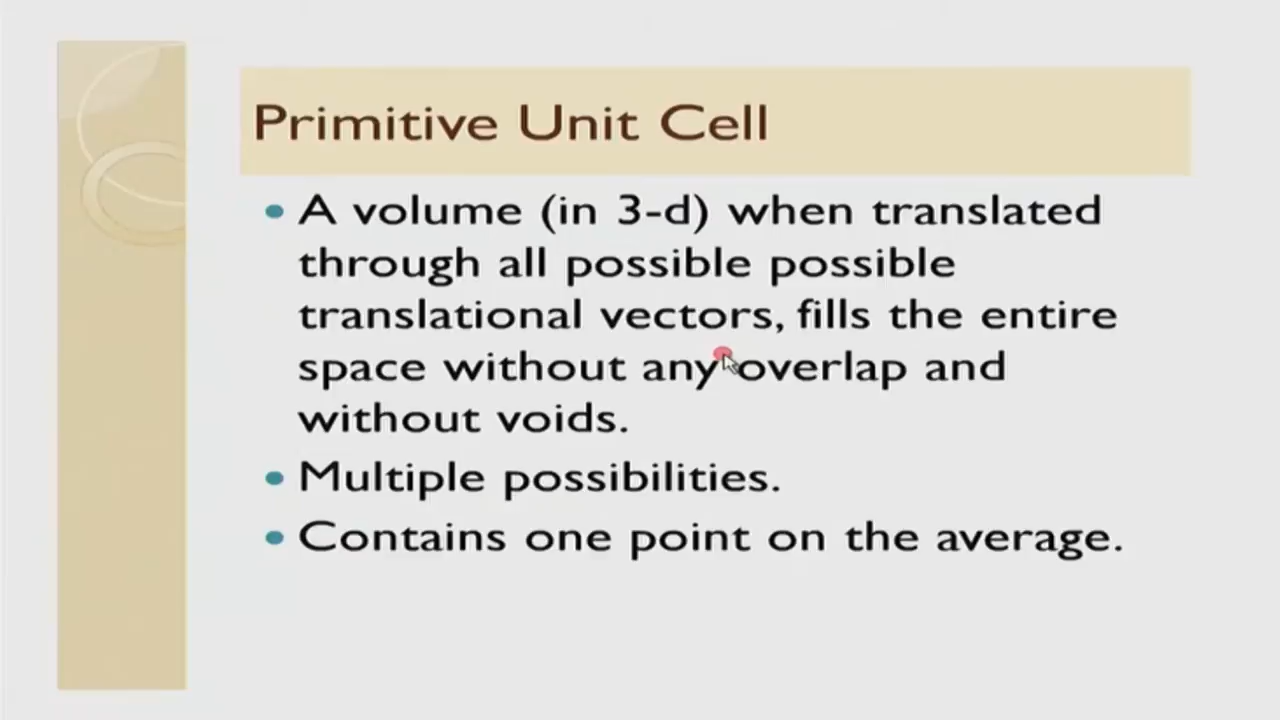 Primitive Unit Cell
• A volume (in 3-d) when translated
through all possible possible
translational vectors, fills the entire
space without any overlap and
without voids.
• Multiple possibilities.
• Contains one point on the average.